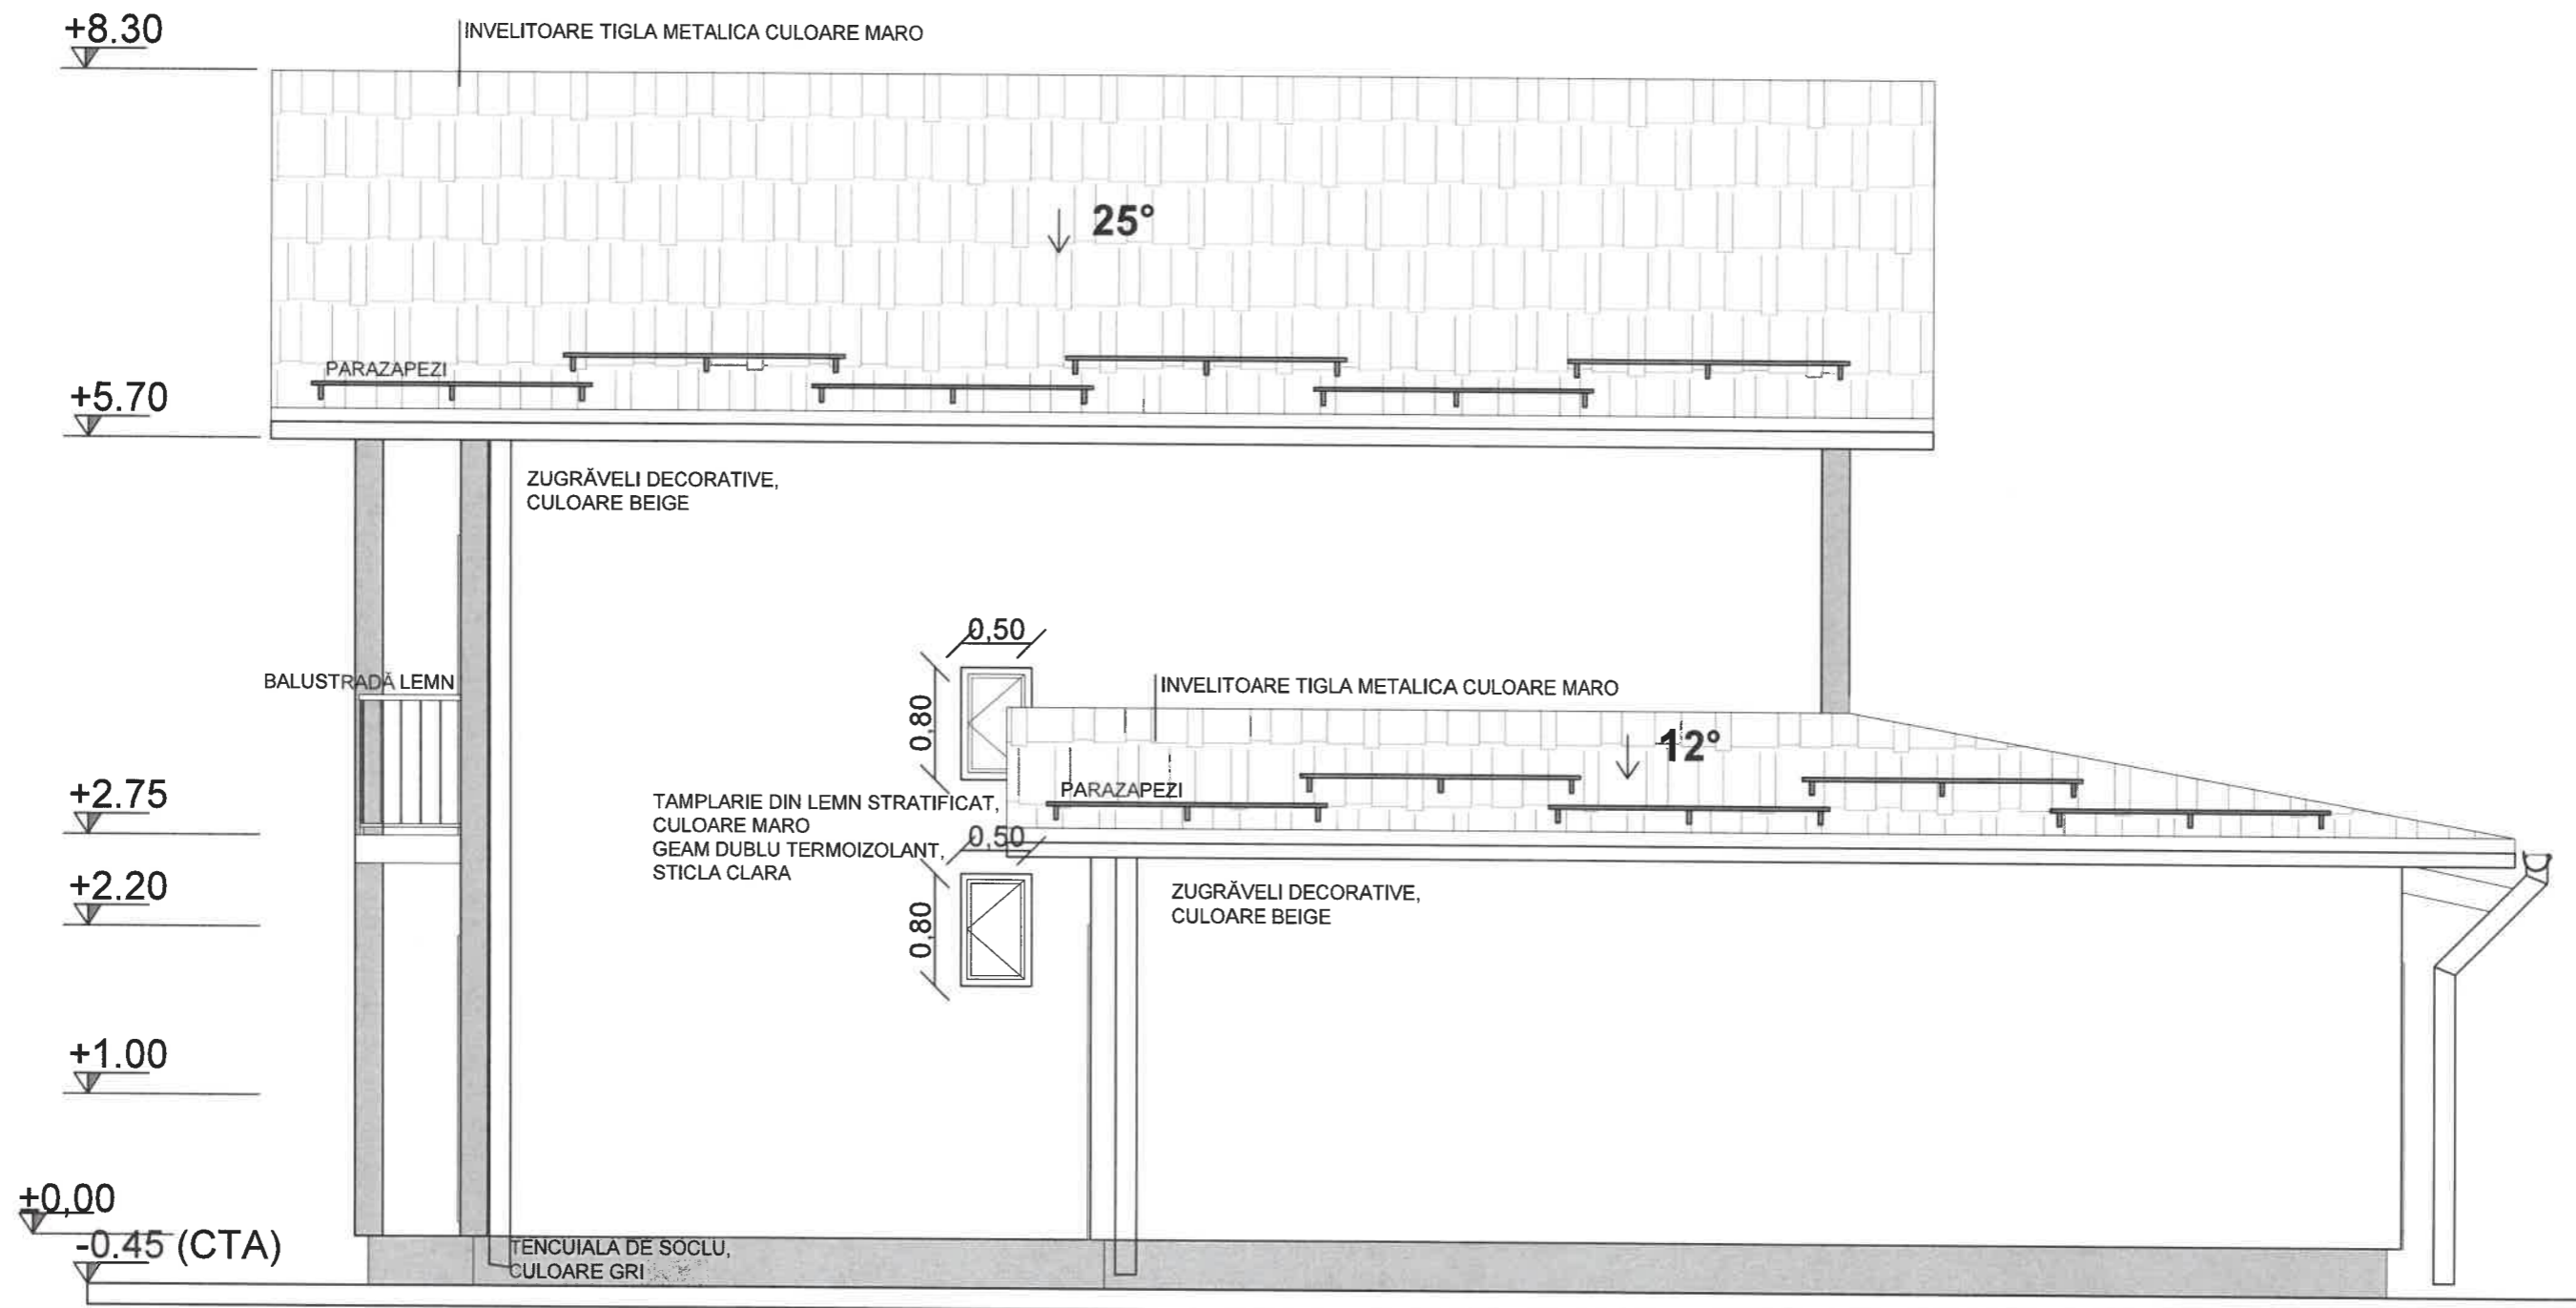 +8.30
INVELITOARE TIGLA METALICA CULOARE MARO
25°
PARAZAPEZI
+5.70
ZUGRĂVELI DECORATIVE,
CULOARE BEIGE
0,50
0,80
BALUSTRADĂ LEMN
INVELITOARE TIGLA METALICA CULOARE MARO
12°
PARAZAPEZI
+2.75
TAMPLARIE DIN LEMN STRATIFICAT,
CULOARE MARO
GEAM DUBLU TERMOIZOLANT,
STICLA CLARA
0,50
0,80
+2.20
ZUGRĂVELI DECORATIVE,
CULOARE BEIGE
+1.00
+0,00
-0.45 (CTA)
TENCUIALA DE SOCLU,
CULOARE GRI